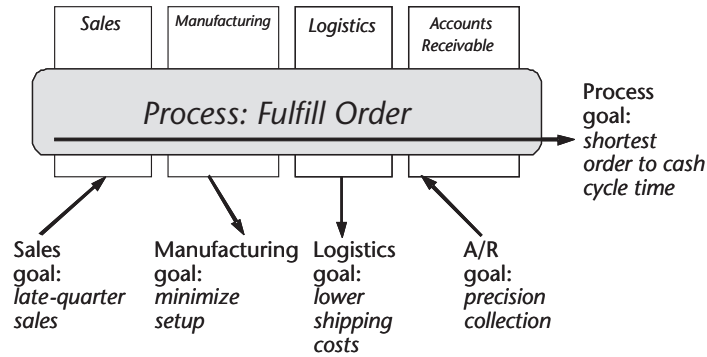 Sales
Manufacturing
Logistics
Accounts
Receivable
Process: Fulfill Order
Process
goal:
shortest
order to cash
cycle time
Sales
goal:
late-quarter
sales
Manufacturing
goal:
minimize
setup
Logistics
goal:
lower
shipping
costs
A/R
goal:
precision
collection